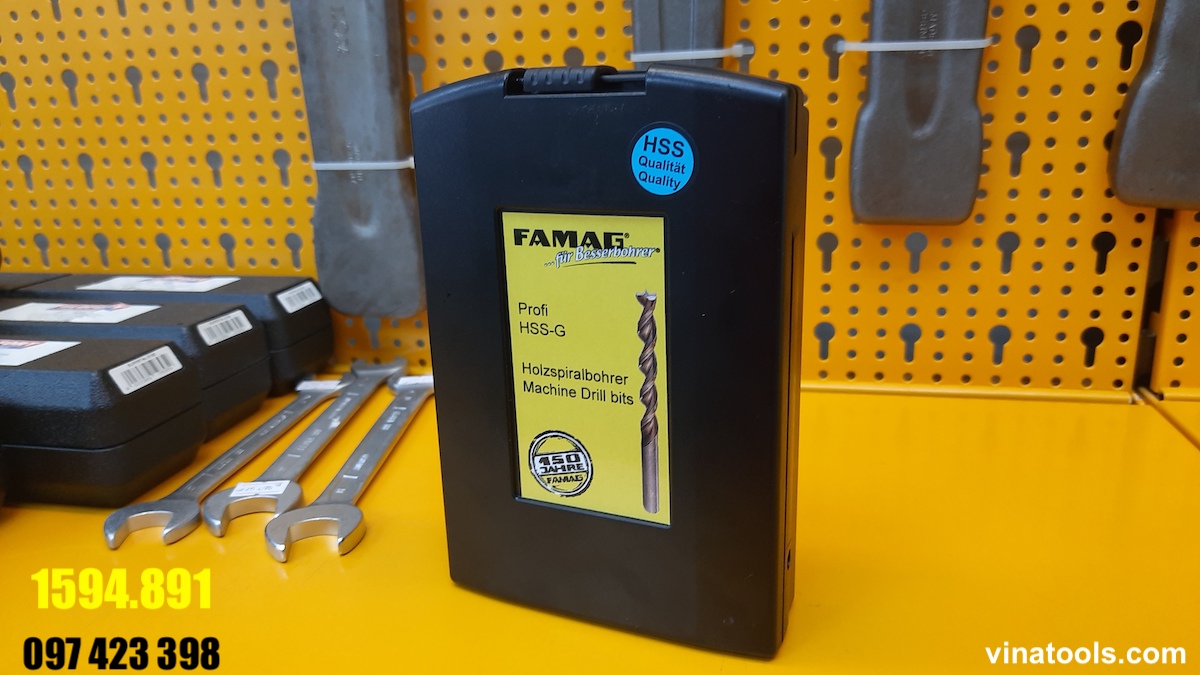 HSS
Qualität
Quality
FAMAG®
...für Besserbohrer®
Profi
HSS-G
Holzspiralbohrer
Machine Drill bits
150
JAHRE
FAMAG
1594.891
097 423 398
vinatools.com